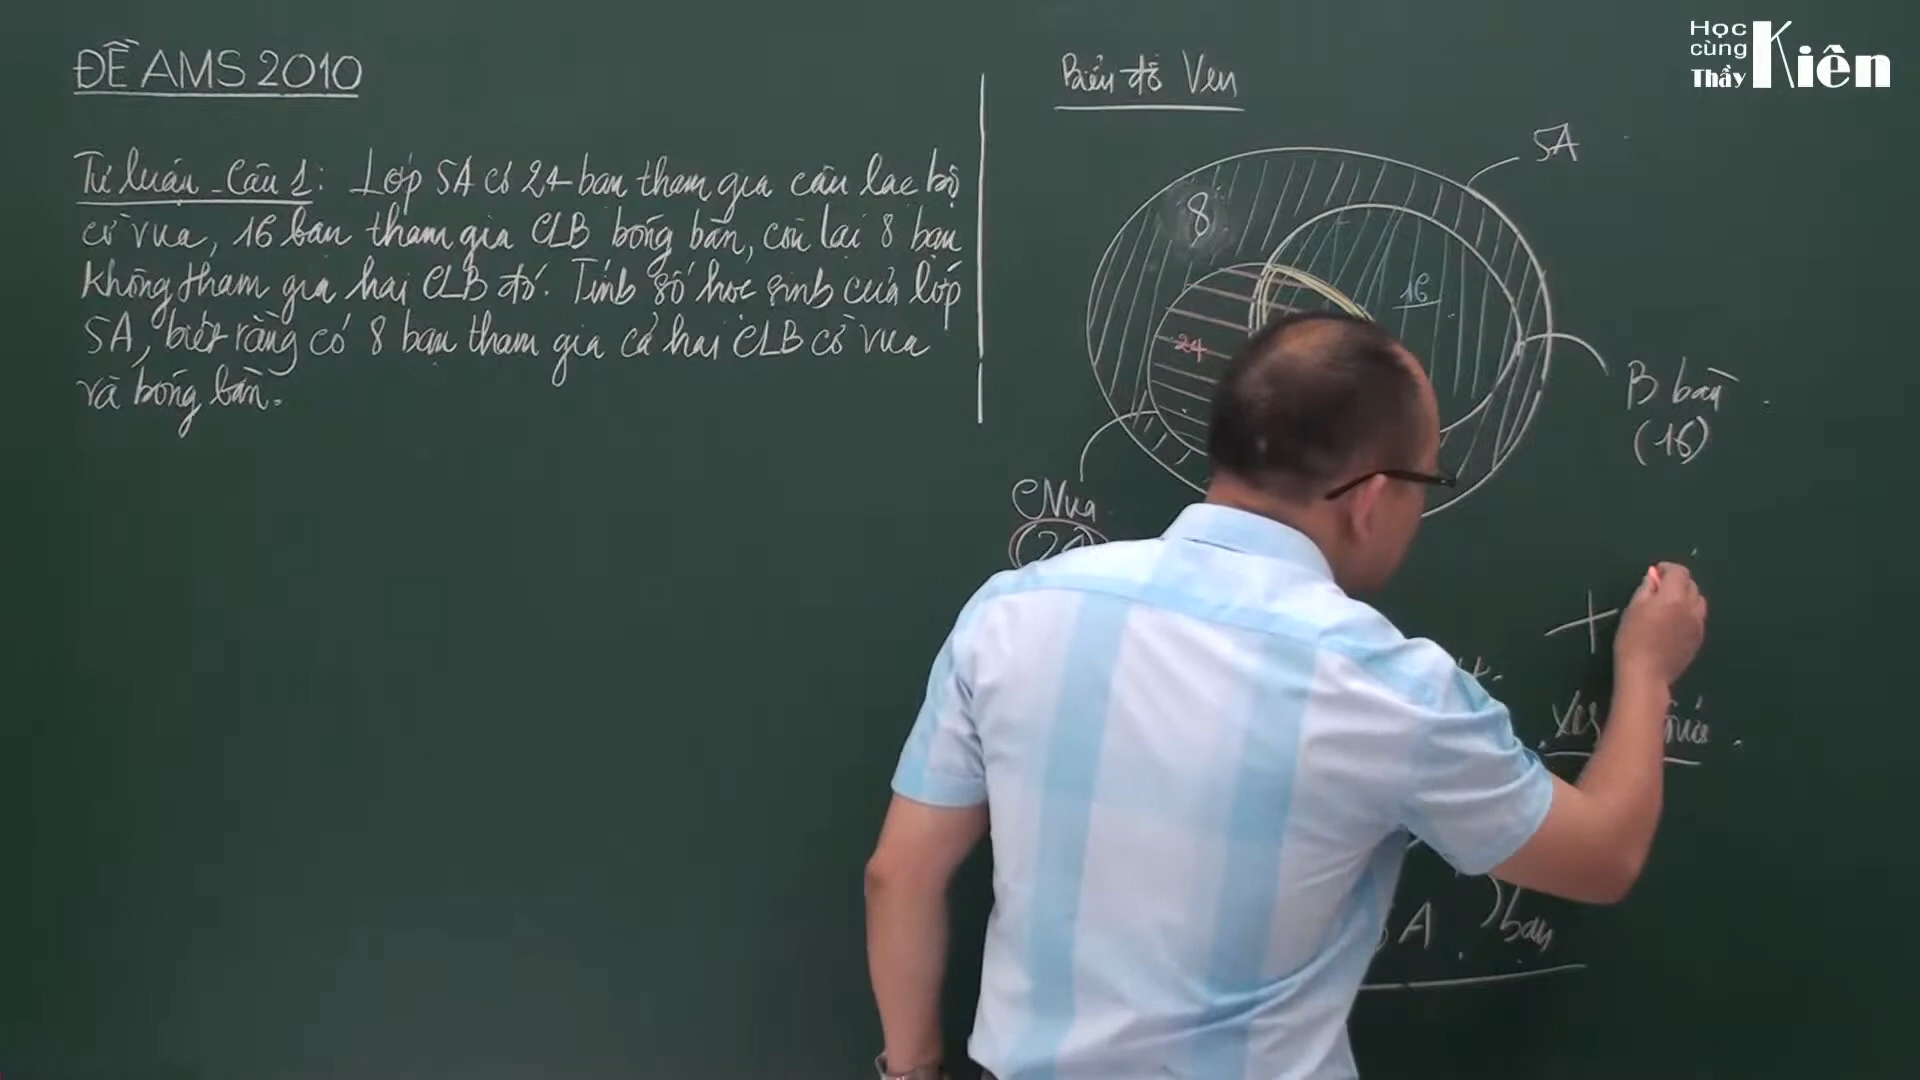 ĐỀ AMS 2010
Tự luận - Câu 1: Lớp 5A có 24 bạn tham gia câu lạc bộ
cờ vua, 16 bạn tham gia CLB bóng bàn, còn lại 8 bạn
không tham gia hai CLB đó. Tính số học sinh của lớp
5A, biết rằng có 8 bạn tham gia cả hai CLB cờ vua
và bóng bàn.
Biểu đồ Ven
5A
8
16
24
B bàn
(16)
C Vua
24
+
5A
bạn
Học
cùng
Thầy
Kiên